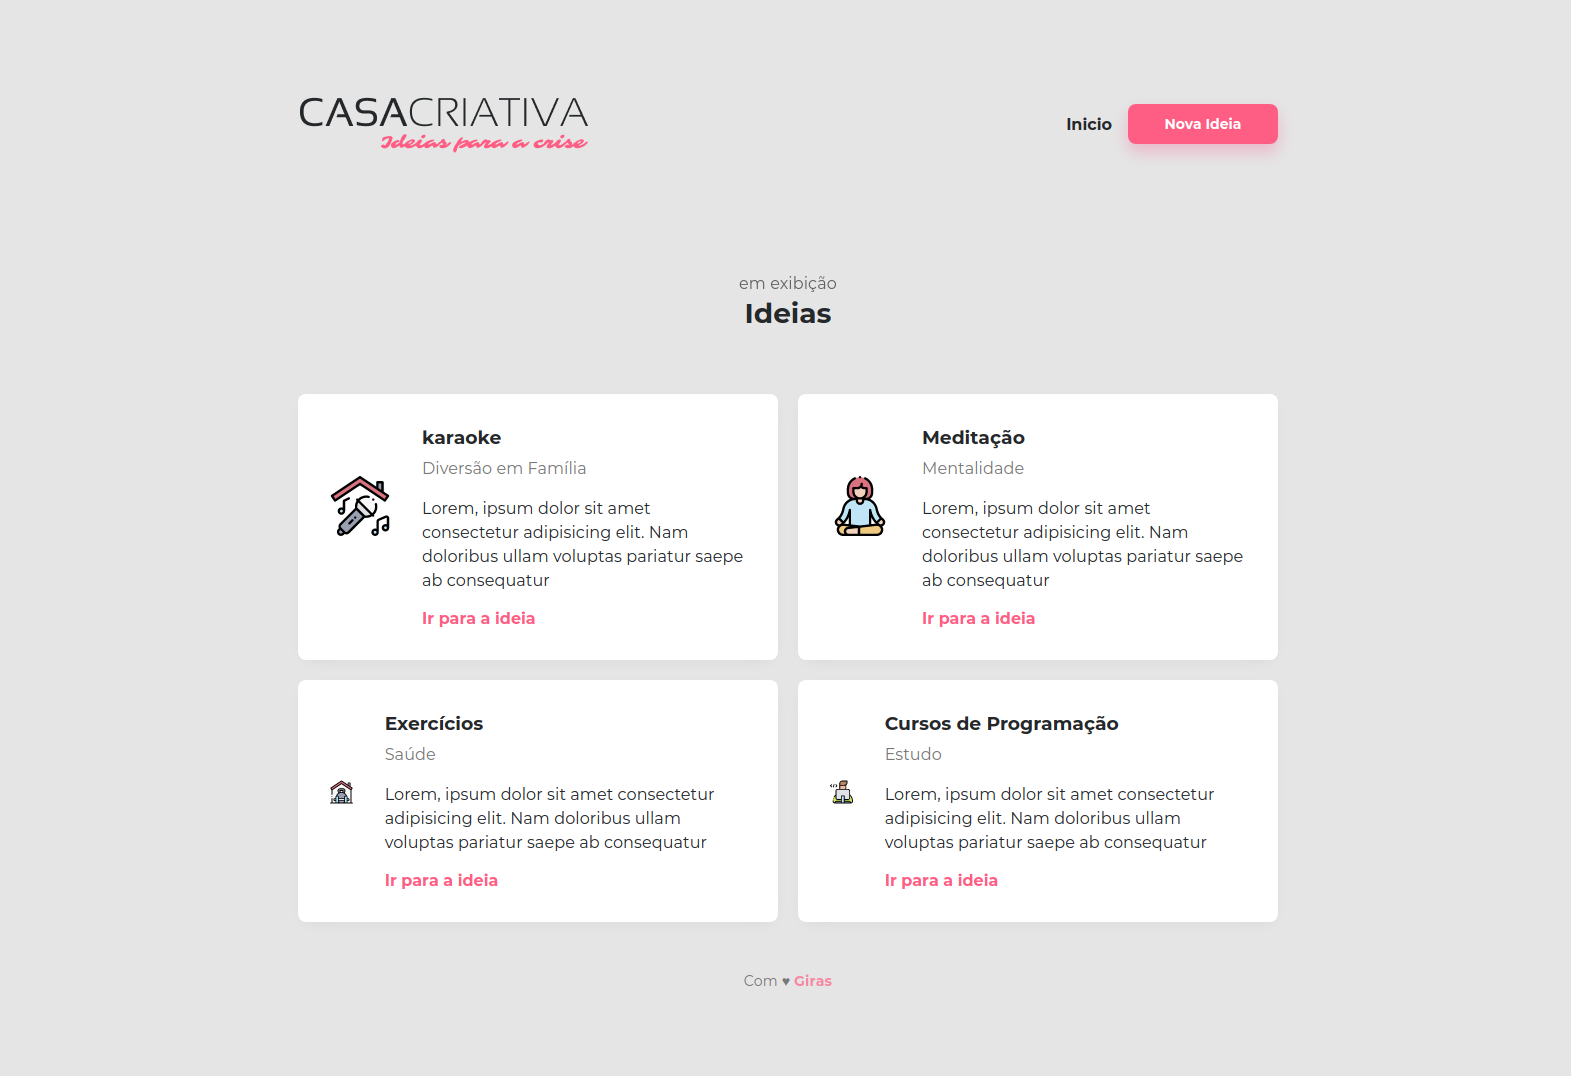 CASACRIATIVA
Ideias para a crise
Inicio
Nova Ideia
em exibição
Ideias
karaoke
Diversão em Família
Lorem, ipsum dolor sit amet
consectetur adipisicing elit. Nam
doloribus ullam voluptas pariatur saepe
ab consequatur
Ir para a ideia
Meditação
Mentalidade
Lorem, ipsum dolor sit amet
consectetur adipisicing elit. Nam
doloribus ullam voluptas pariatur saepe
ab consequatur
Ir para a ideia
Exercícios
Saúde
Lorem, ipsum dolor sit amet consectetur
adipisicing elit. Nam doloribus ullam
voluptas pariatur saepe ab consequatur
Ir para a ideia
Cursos de Programação
Estudo
Lorem, ipsum dolor sit amet consectetur
adipisicing elit. Nam doloribus ullam
voluptas pariatur saepe ab consequatur
Ir para a ideia
Com ♥ Giras